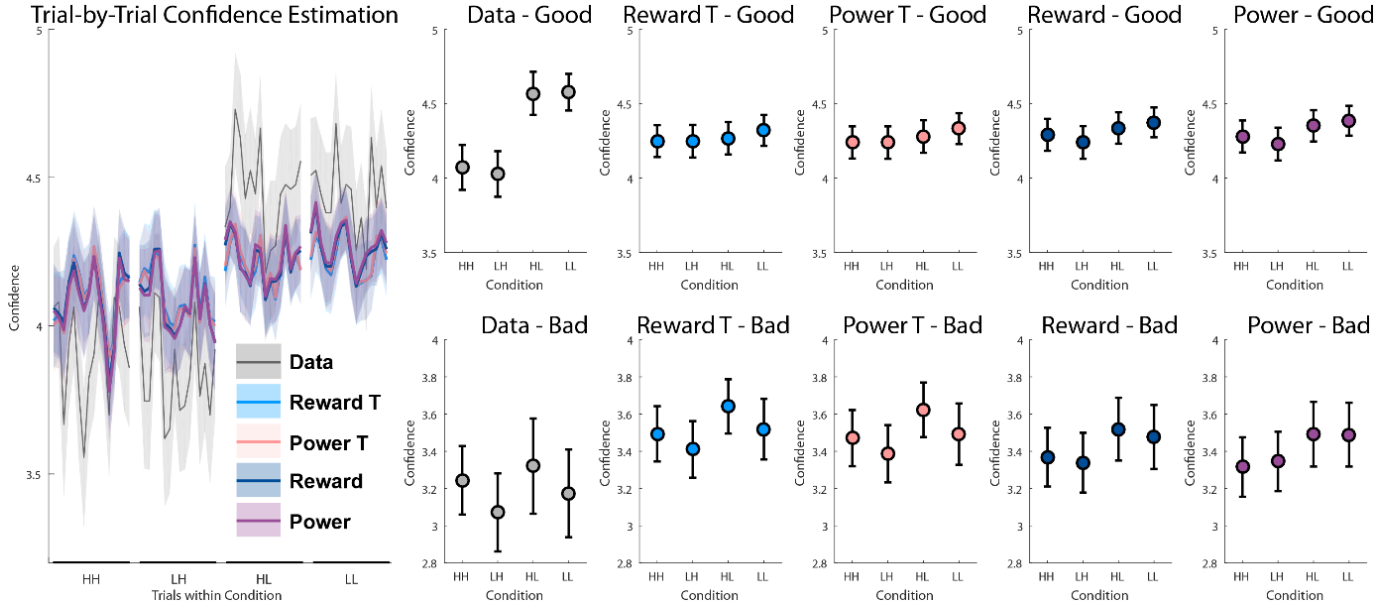 Trial-by-Trial Confidence Estimation
5
4.5
4
3.5
Confidence
HH LH HL LL
Trials within Condition
Data
Reward T
Power T
Reward
Power
Data - Good
5
4.5
4
3.5
Confidence
HH LH HL LL
Condition
Reward T - Good
5
4.5
4
3.5
Confidence
HH LH HL LL
Condition
Power T - Good
5
4.5
4
3.5
Confidence
HH LH HL LL
Condition
Reward - Good
5
4.5
4
3.5
Confidence
HH LH HL LL
Condition
Power - Good
5
4.5
4
3.5
Confidence
HH LH HL LL
Condition
Data - Bad
4
3.8
3.6
3.4
3.2
3
2.8
Confidence
HH LH HL LL
Condition
Reward T - Bad
4
3.8
3.6
3.4
3.2
3
2.8
Confidence
HH LH HL LL
Condition
Power T - Bad
4
3.8
3.6
3.4
3.2
3
2.8
Confidence
HH LH HL LL
Condition
Reward - Bad
4
3.8
3.6
3.4
3.2
3
2.8
Confidence
HH LH HL LL
Condition
Power - Bad
4
3.8
3.6
3.4
3.2
3
2.8
Confidence
HH LH HL LL
Condition